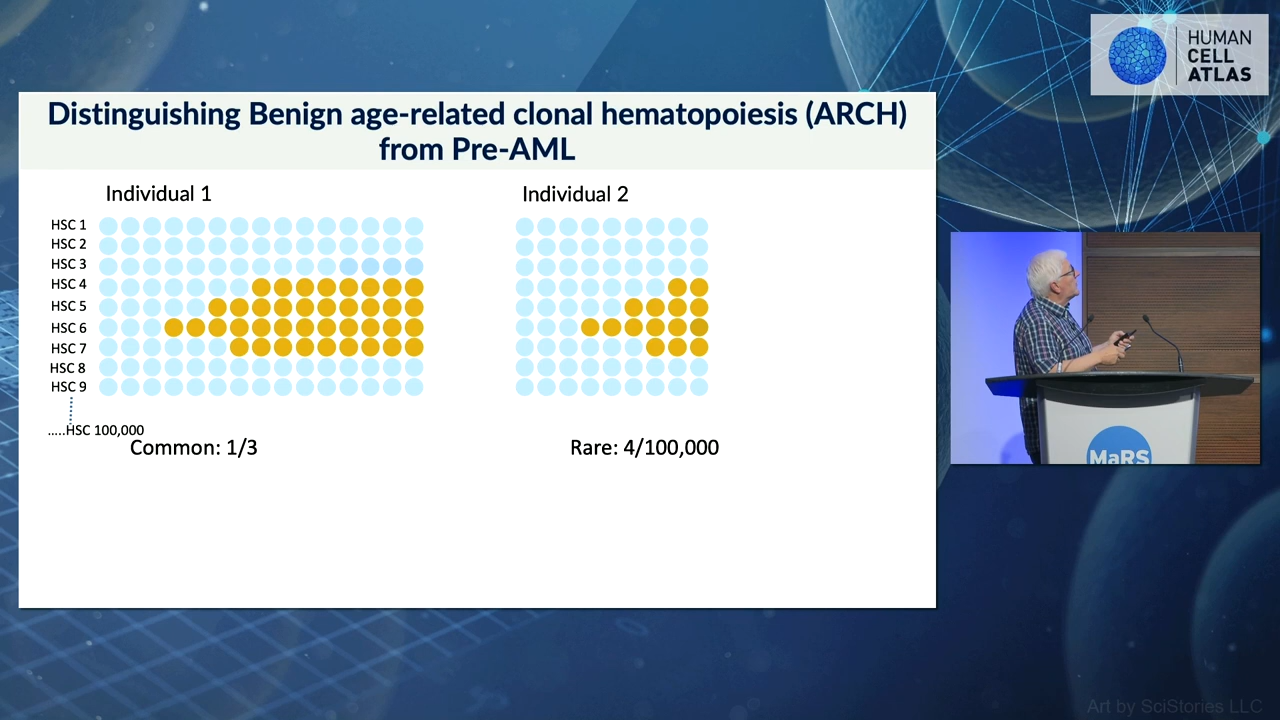 HUMAN
CELL
ATLAS
Distinguishing Benign age-related clonal hematopoiesis (ARCH)
from Pre-AML
Individual 1
Individual 2
HSC 1
HSC 2
HSC 3
HSC 4
HSC 5
HSC 6
HSC 7
HSC 8
HSC 9
.....HSC 100,000
Common: 1/3
Rare: 4/100,000
MaRS
Art by SciStories LLC